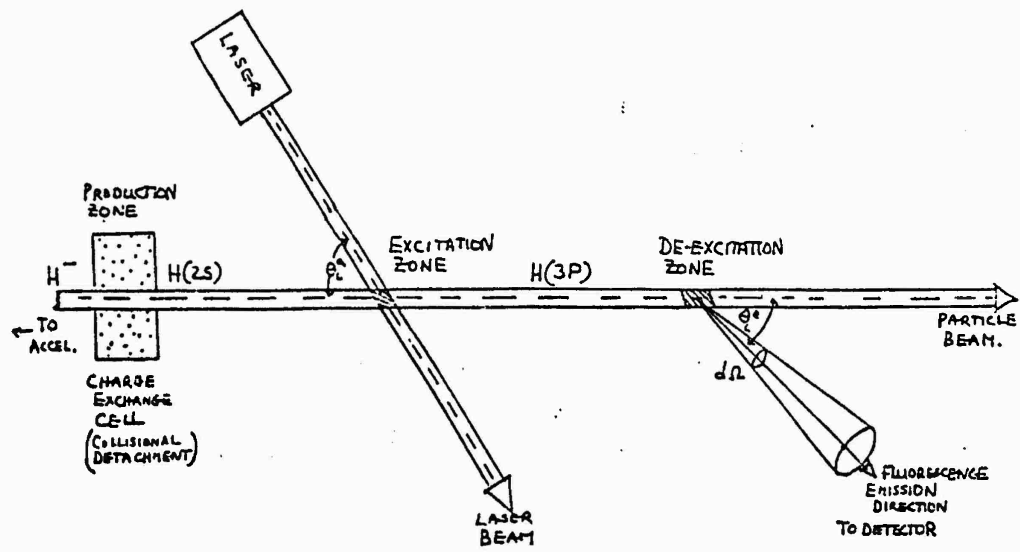 LASER
PRODUCTION
ZONE
H⁻
H(2S)
θ_L^a
EXCITATION
ZONE
H(3P)
DE-EXCITATION
ZONE
← TO
ACCEL.
CHARGE
EXCHANGE
CELL
(COLLISIONAL
DETACHMENT)
PARTICLE
BEAM.
dΩ
LASER
BEAM
FLUORESCENCE
EMISSION
DIRECTION
TO DETECTOR